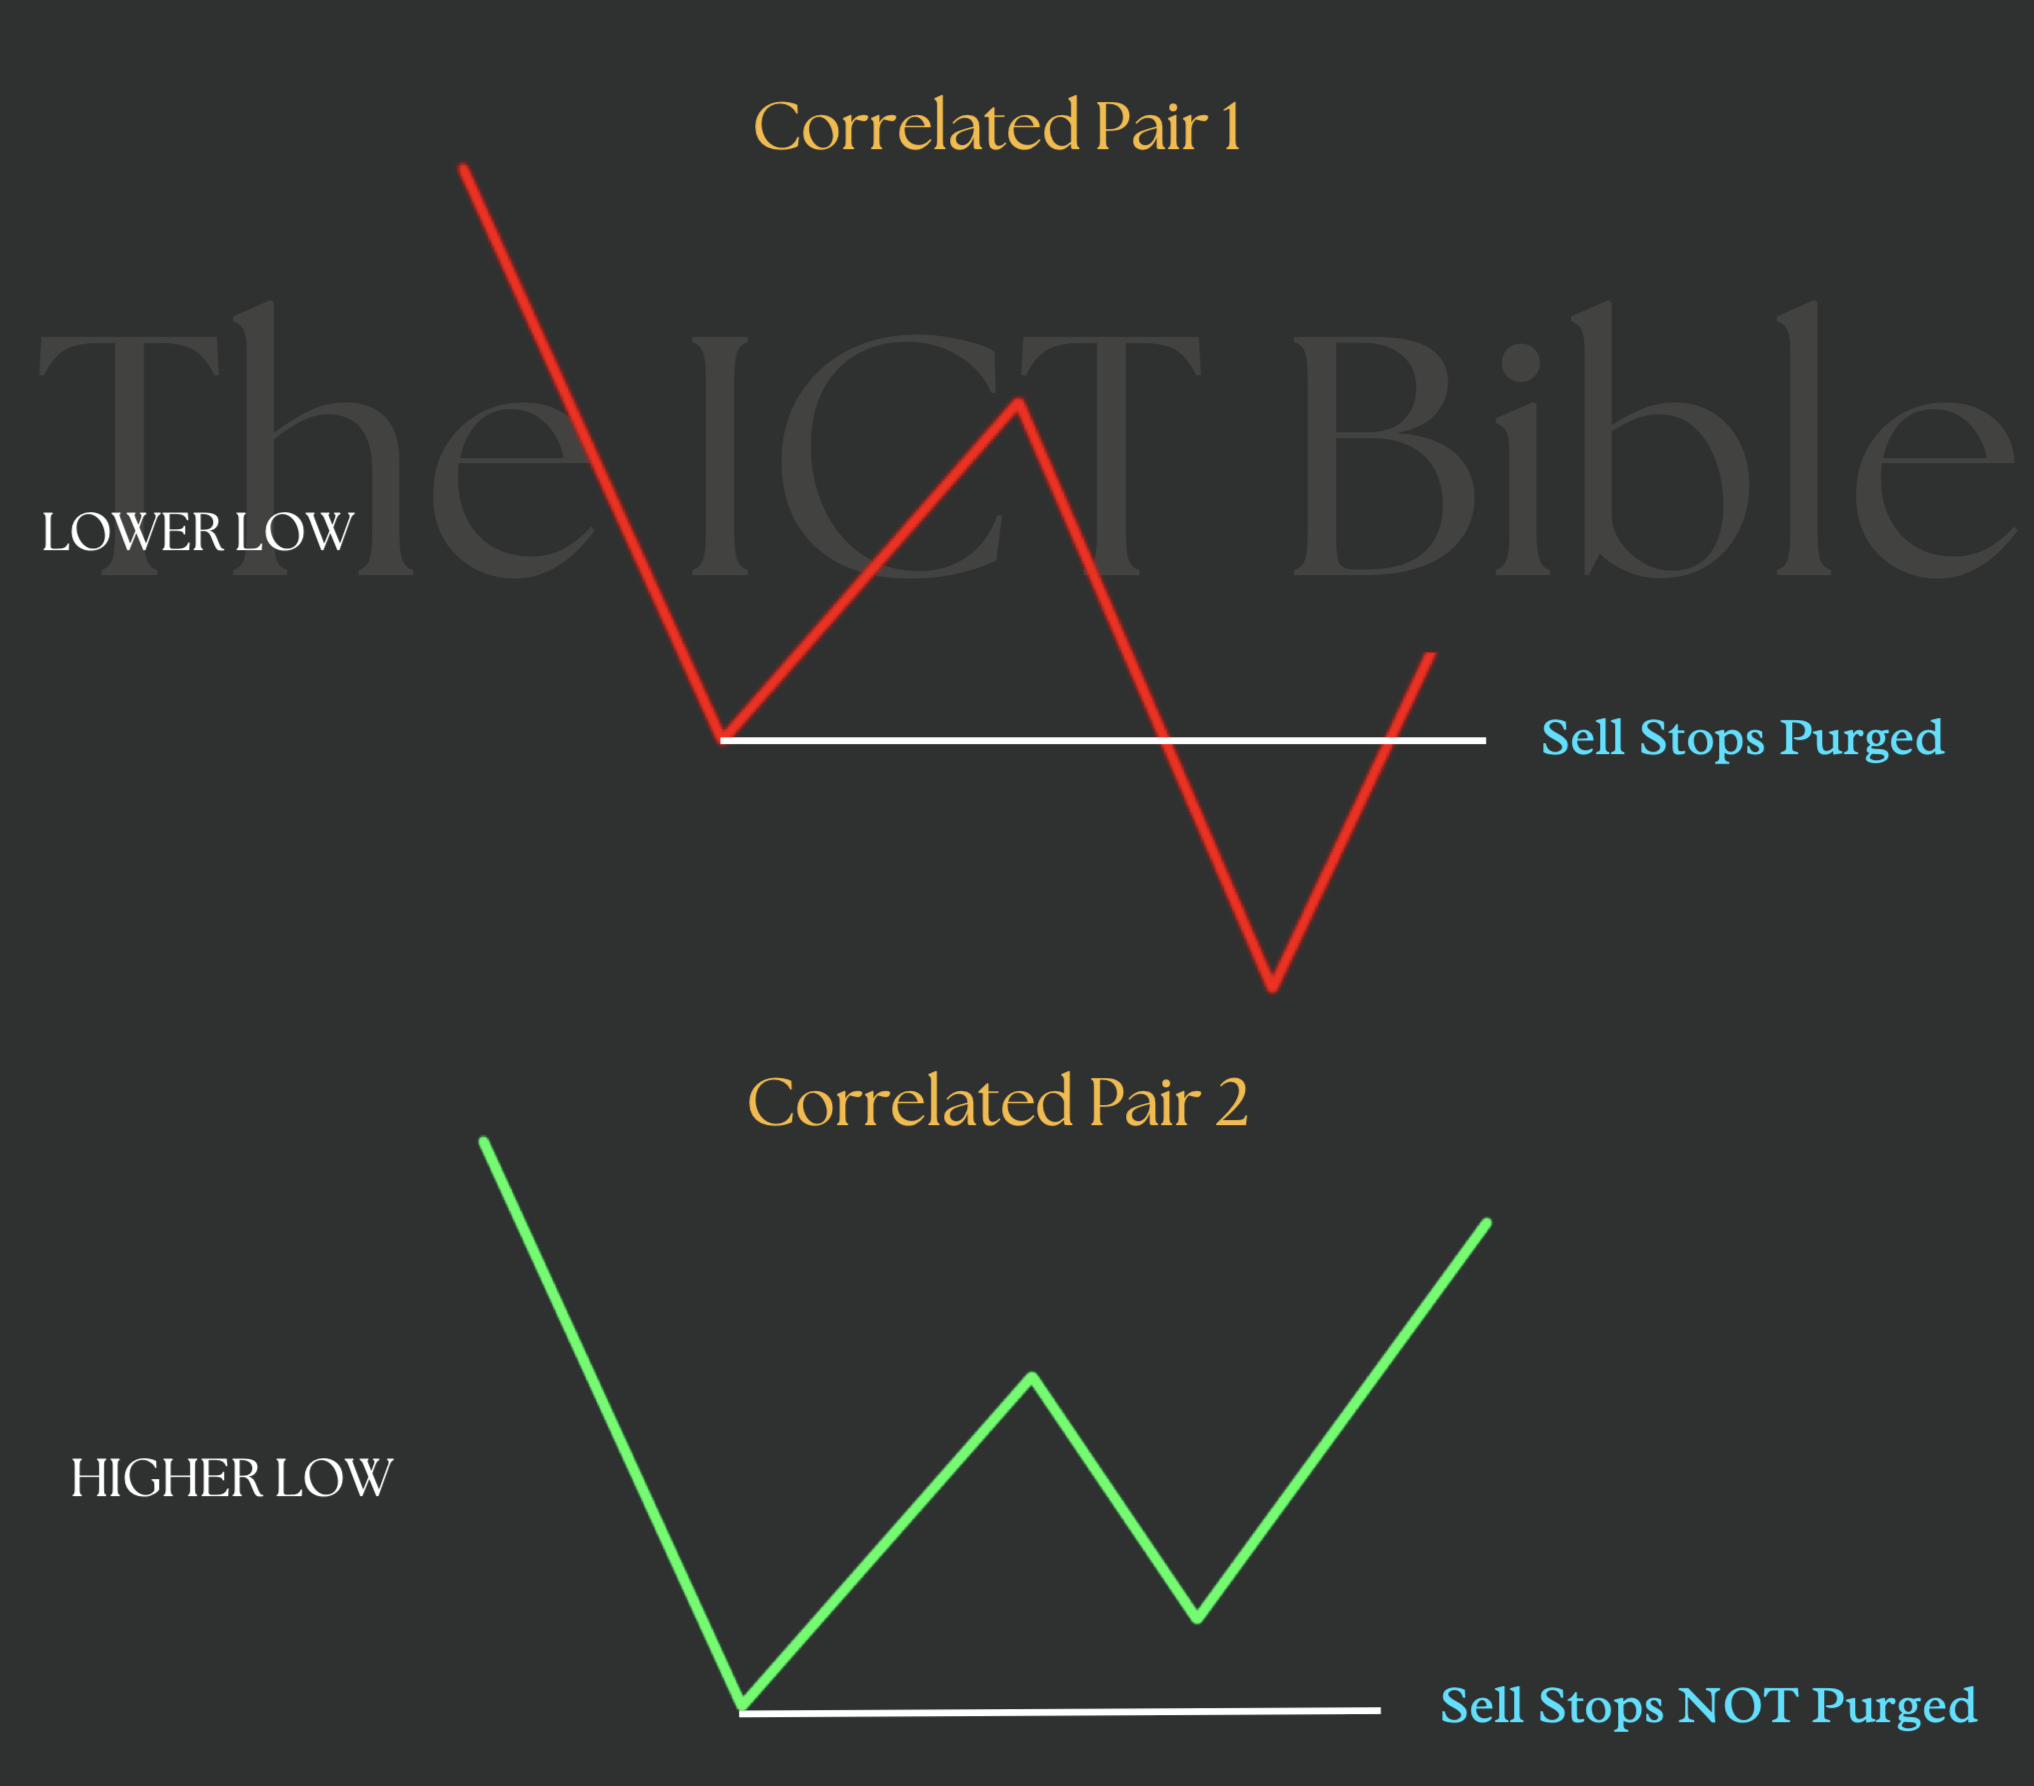 Correlated Pair 1
The ICT Bible
LOWER LOW
Sell Stops Purged
Correlated Pair 2
HIGHER LOW
Sell Stops NOT Purged